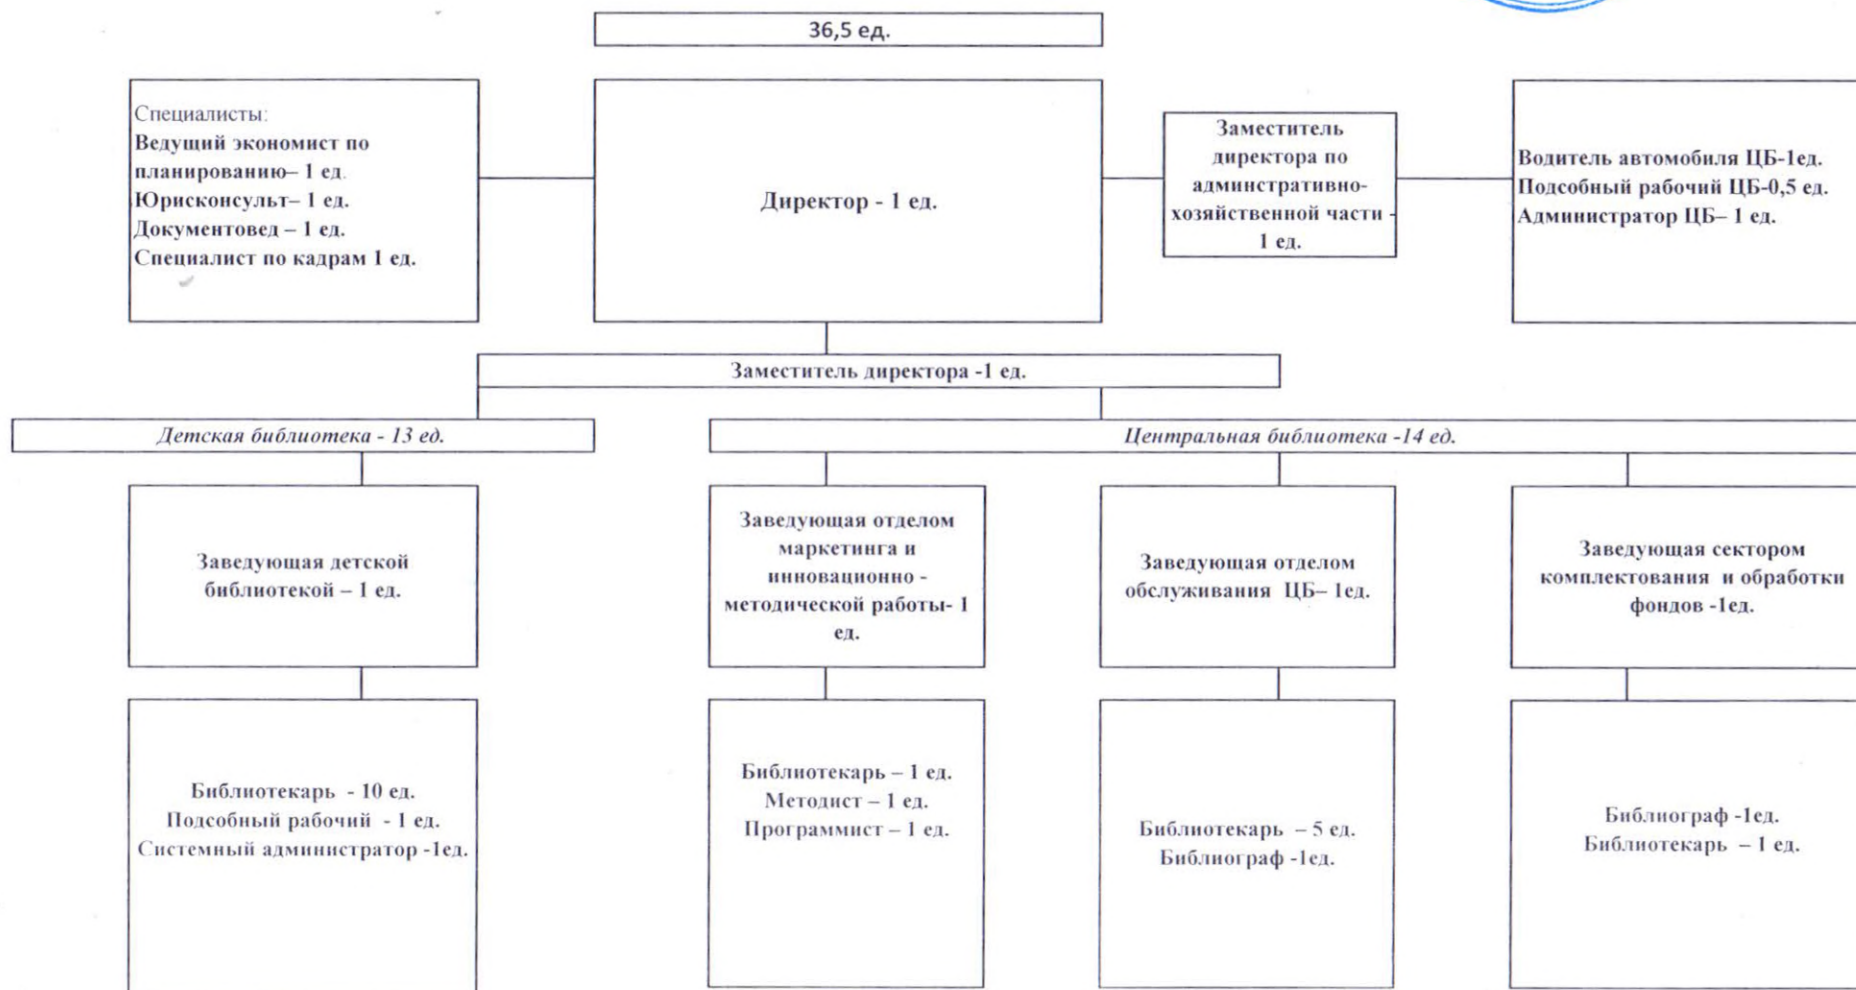 36,5 ед.
Специалисты:
Ведущий экономист по
планированию– 1 ед.
Юрисконсульт– 1 ед.
Документовед – 1 ед.
Специалист по кадрам 1 ед.
Директор - 1 ед.
Заместитель
директора по
админстративно-
хозяйственной части -
1 ед.
Водитель автомобиля ЦБ-1ед.
Подсобный рабочий ЦБ-0,5 ед.
Администратор ЦБ– 1 ед.
Заместитель директора -1 ед.
Детская библиотека - 13 ед.
Центральная библиотека -14 ед.
Заведующая детской
библиотекой – 1 ед.
Заведующая отделом
маркетинга и
инновационно -
методической работы- 1
ед.
Заведующая отделом
обслуживания ЦБ– 1ед.
Заведующая сектором
комплектования и обработки
фондов -1ед.
Библиотекарь - 10 ед.
Подсобный рабочий - 1 ед.
Системный администратор -1ед.
Библиотекарь – 1 ед.
Методист – 1 ед.
Программист – 1 ед.
Библиотекарь – 5 ед.
Библиограф -1ед.
Библиограф -1ед.
Библиотекарь – 1 ед.